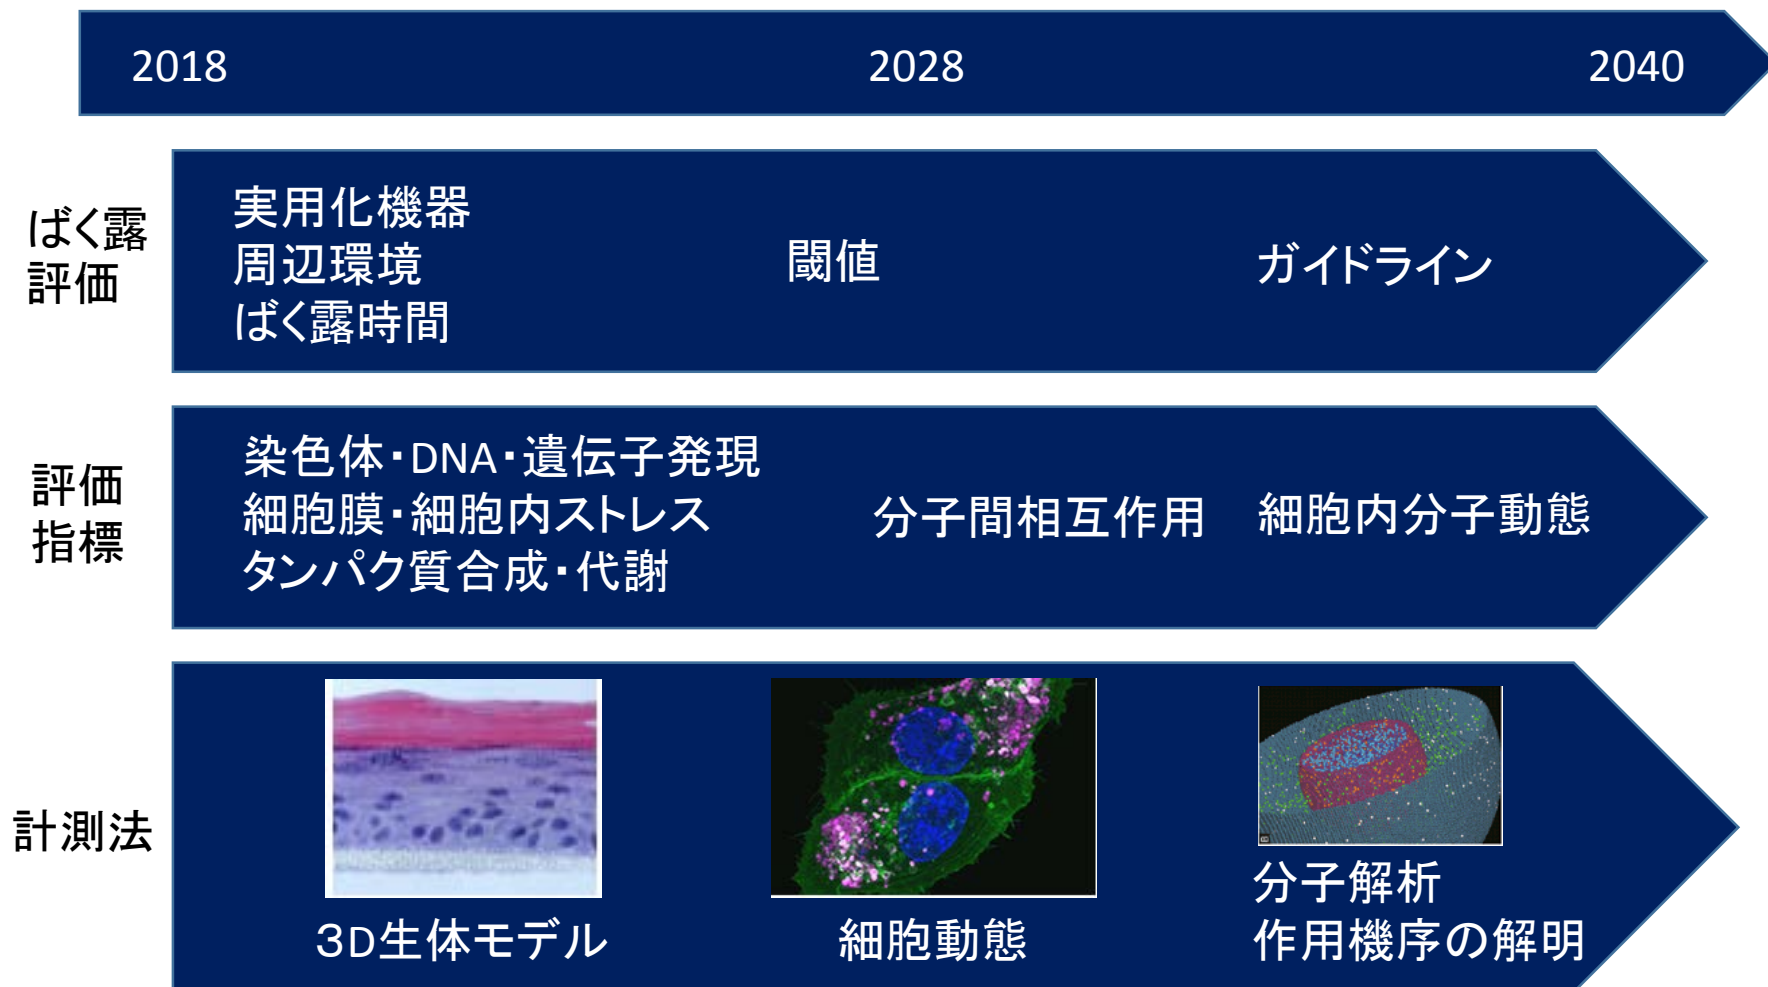 2018 2028 2040
ばく露
評価
実用化機器
周辺環境
ばく露時間
閾値
ガイドライン
評価
指標
染色体・DNA・遺伝子発現
細胞膜・細胞内ストレス
タンパク質合成・代謝
分子間相互作用
細胞内分子動態
計測法
３D生体モデル
細胞動態
分子解析
作用機序の解明